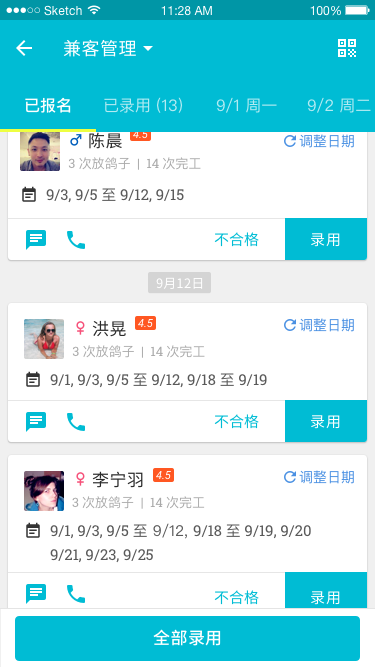 Sketch 11:28 AM 100%
兼客管理
已报名 已录用 (13) 9/1 周一 9/2 周二
陈晨 4.5 调整日期
3 次放鸽子 | 14 次完工
9/3, 9/5 至 9/12, 9/15
不合格 录用
9月12日
洪晃 4.5 调整日期
3 次放鸽子 | 14 次完工
9/1, 9/3, 9/5 至 9/12, 9/18 至 9/19
不合格 录用
李宁羽 4.5 调整日期
3 次放鸽子 | 14 次完工
9/1, 9/3, 9/5 至 9/12, 9/18 至 9/19, 9/20
9/21, 9/23, 9/25
不合格 录用
全部录用